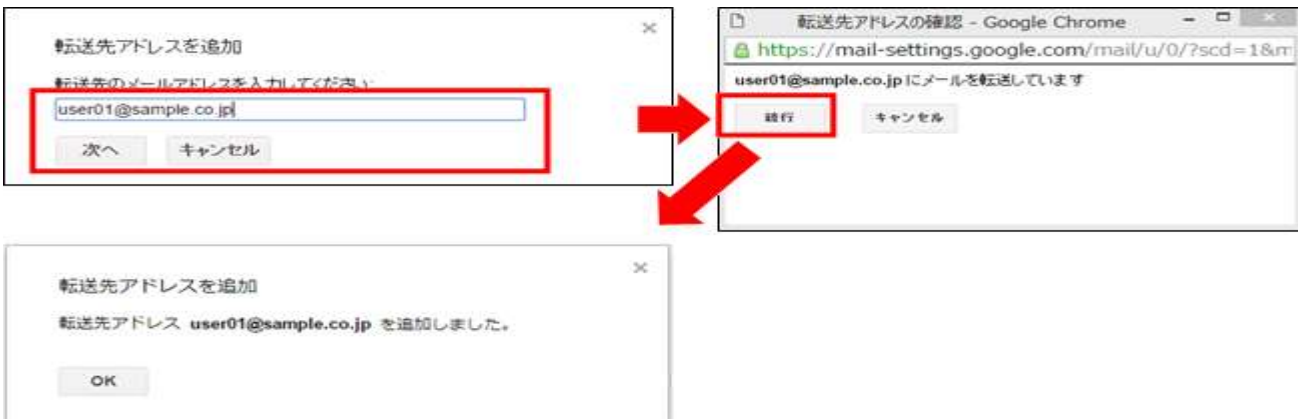 転送先アドレスを追加
転送先のメールアドレスを入力してください:
user01@sample.co.jp
次へ キャンセル
転送先アドレスの確認 - Google Chrome
https://mail-settings.google.com/mail/u/0/?scd=1&m
user01@sample.co.jp にメールを転送しています
続行 キャンセル
転送先アドレスを追加
転送先アドレス user01@sample.co.jp を追加しました。
OK